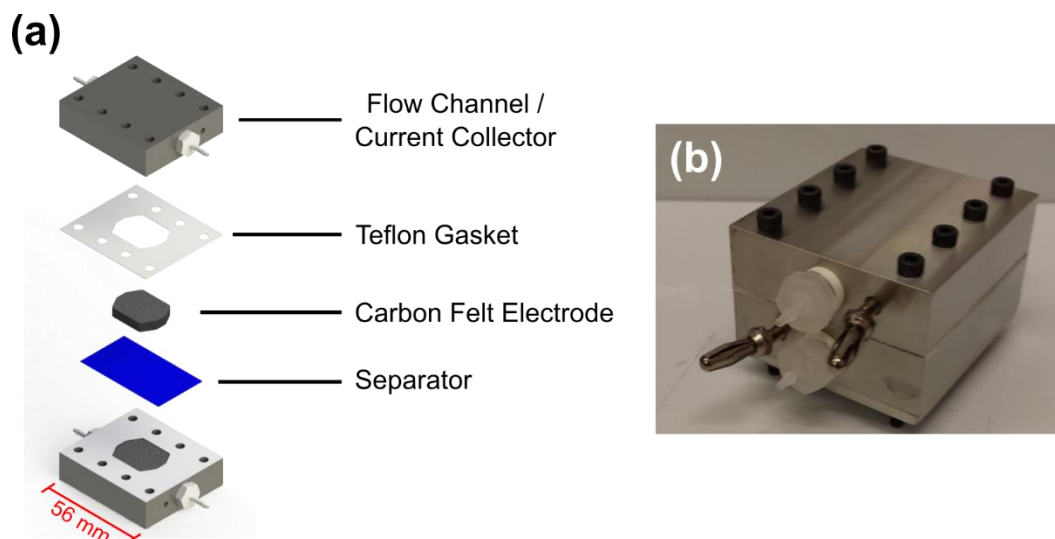 (a)
Flow Channel /
Current Collector
Teflon Gasket
Carbon Felt Electrode
Separator
56 mm
(b)